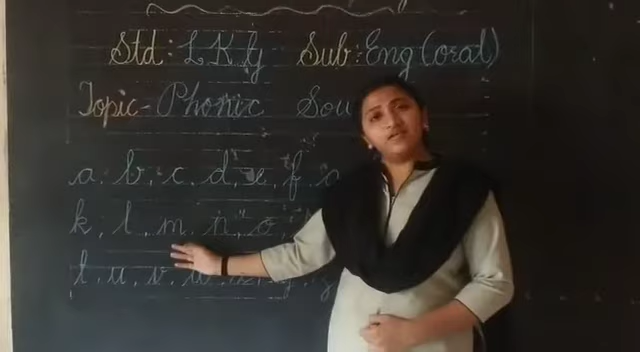 Std : L K G Sub : Eng (oral)
Topic - Phonic Sou
a, b, c, d, e, f, g
k, l, m, n, o,
t, u, v, w, x, y, z